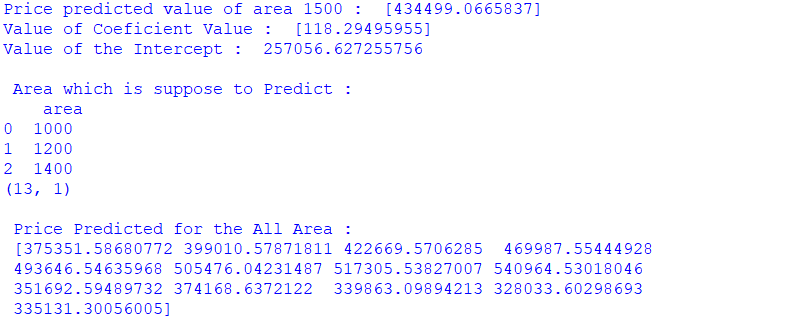 Price predicted value of area 1500 :  [434499.0665837]
Value of Coeficient Value :  [118.29495955]
Value of the Intercept :  257056.627255756
Area which is suppose to Predict :
area
0  1000
1  1200
2  1400
(13, 1)
Price Predicted for the All Area :
[375351.58680772 399010.57871811 422669.5706285  469987.55444928
493646.54635968 505476.04231487 517305.53827007 540964.53018046
351692.59489732 374168.6372122  339863.09894213 328033.60298693
335131.30056005]